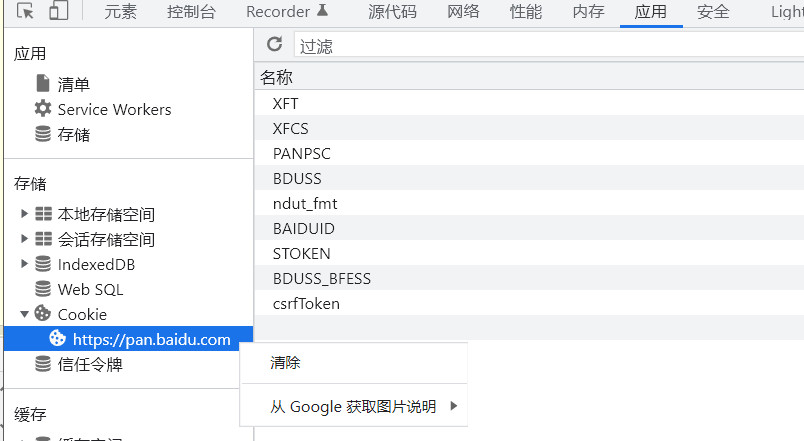 元素 控制台 Recorder 源代码 网络 性能 内存 应用 安全 Light
过滤
应用
清单
Service Workers
存储
存储
本地存储空间
会话存储空间
IndexedDB
Web SQL
Cookie
https://pan.baidu.com
信任令牌
缓存
缓存空间
名称
XFT
XFCS
PANPSC
BDUSS
ndut_fmt
BAIDUID
STOKEN
BDUSS_BFESS
csrfToken
清除
从 Google 获取图片说明